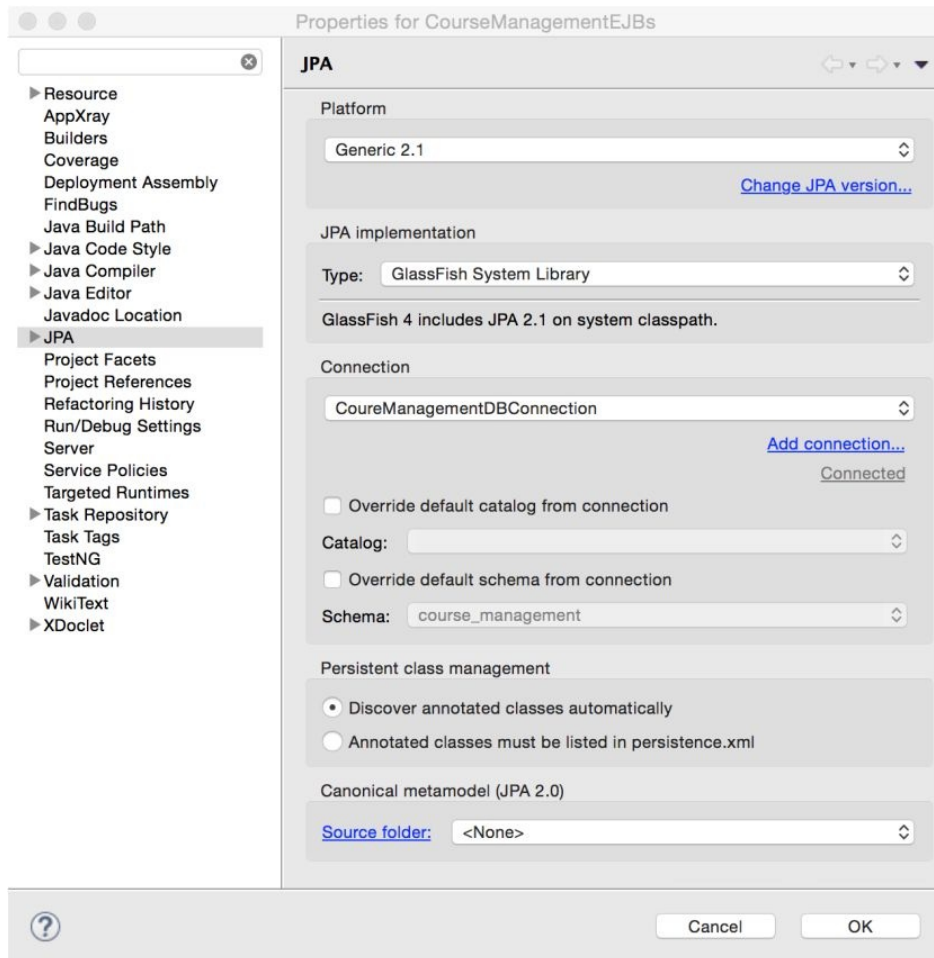 Properties for CourseManagementEJBs
Resource
AppXray
Builders
Coverage
Deployment Assembly
FindBugs
Java Build Path
Java Code Style
Java Compiler
Java Editor
Javadoc Location
JPA
Project Facets
Project References
Refactoring History
Run/Debug Settings
Server
Service Policies
Targeted Runtimes
Task Repository
Task Tags
TestNG
Validation
WikiText
XDoclet
JPA
Platform
Generic 2.1
Change JPA version...
JPA implementation
Type: GlassFish System Library
GlassFish 4 includes JPA 2.1 on system classpath.
Connection
CoureManagementDBConnection
Add connection...
Connected
Override default catalog from connection
Catalog:
Override default schema from connection
Schema: course_management
Persistent class management
Discover annotated classes automatically
Annotated classes must be listed in persistence.xml
Canonical metamodel (JPA 2.0)
Source folder: <None>
?
Cancel OK